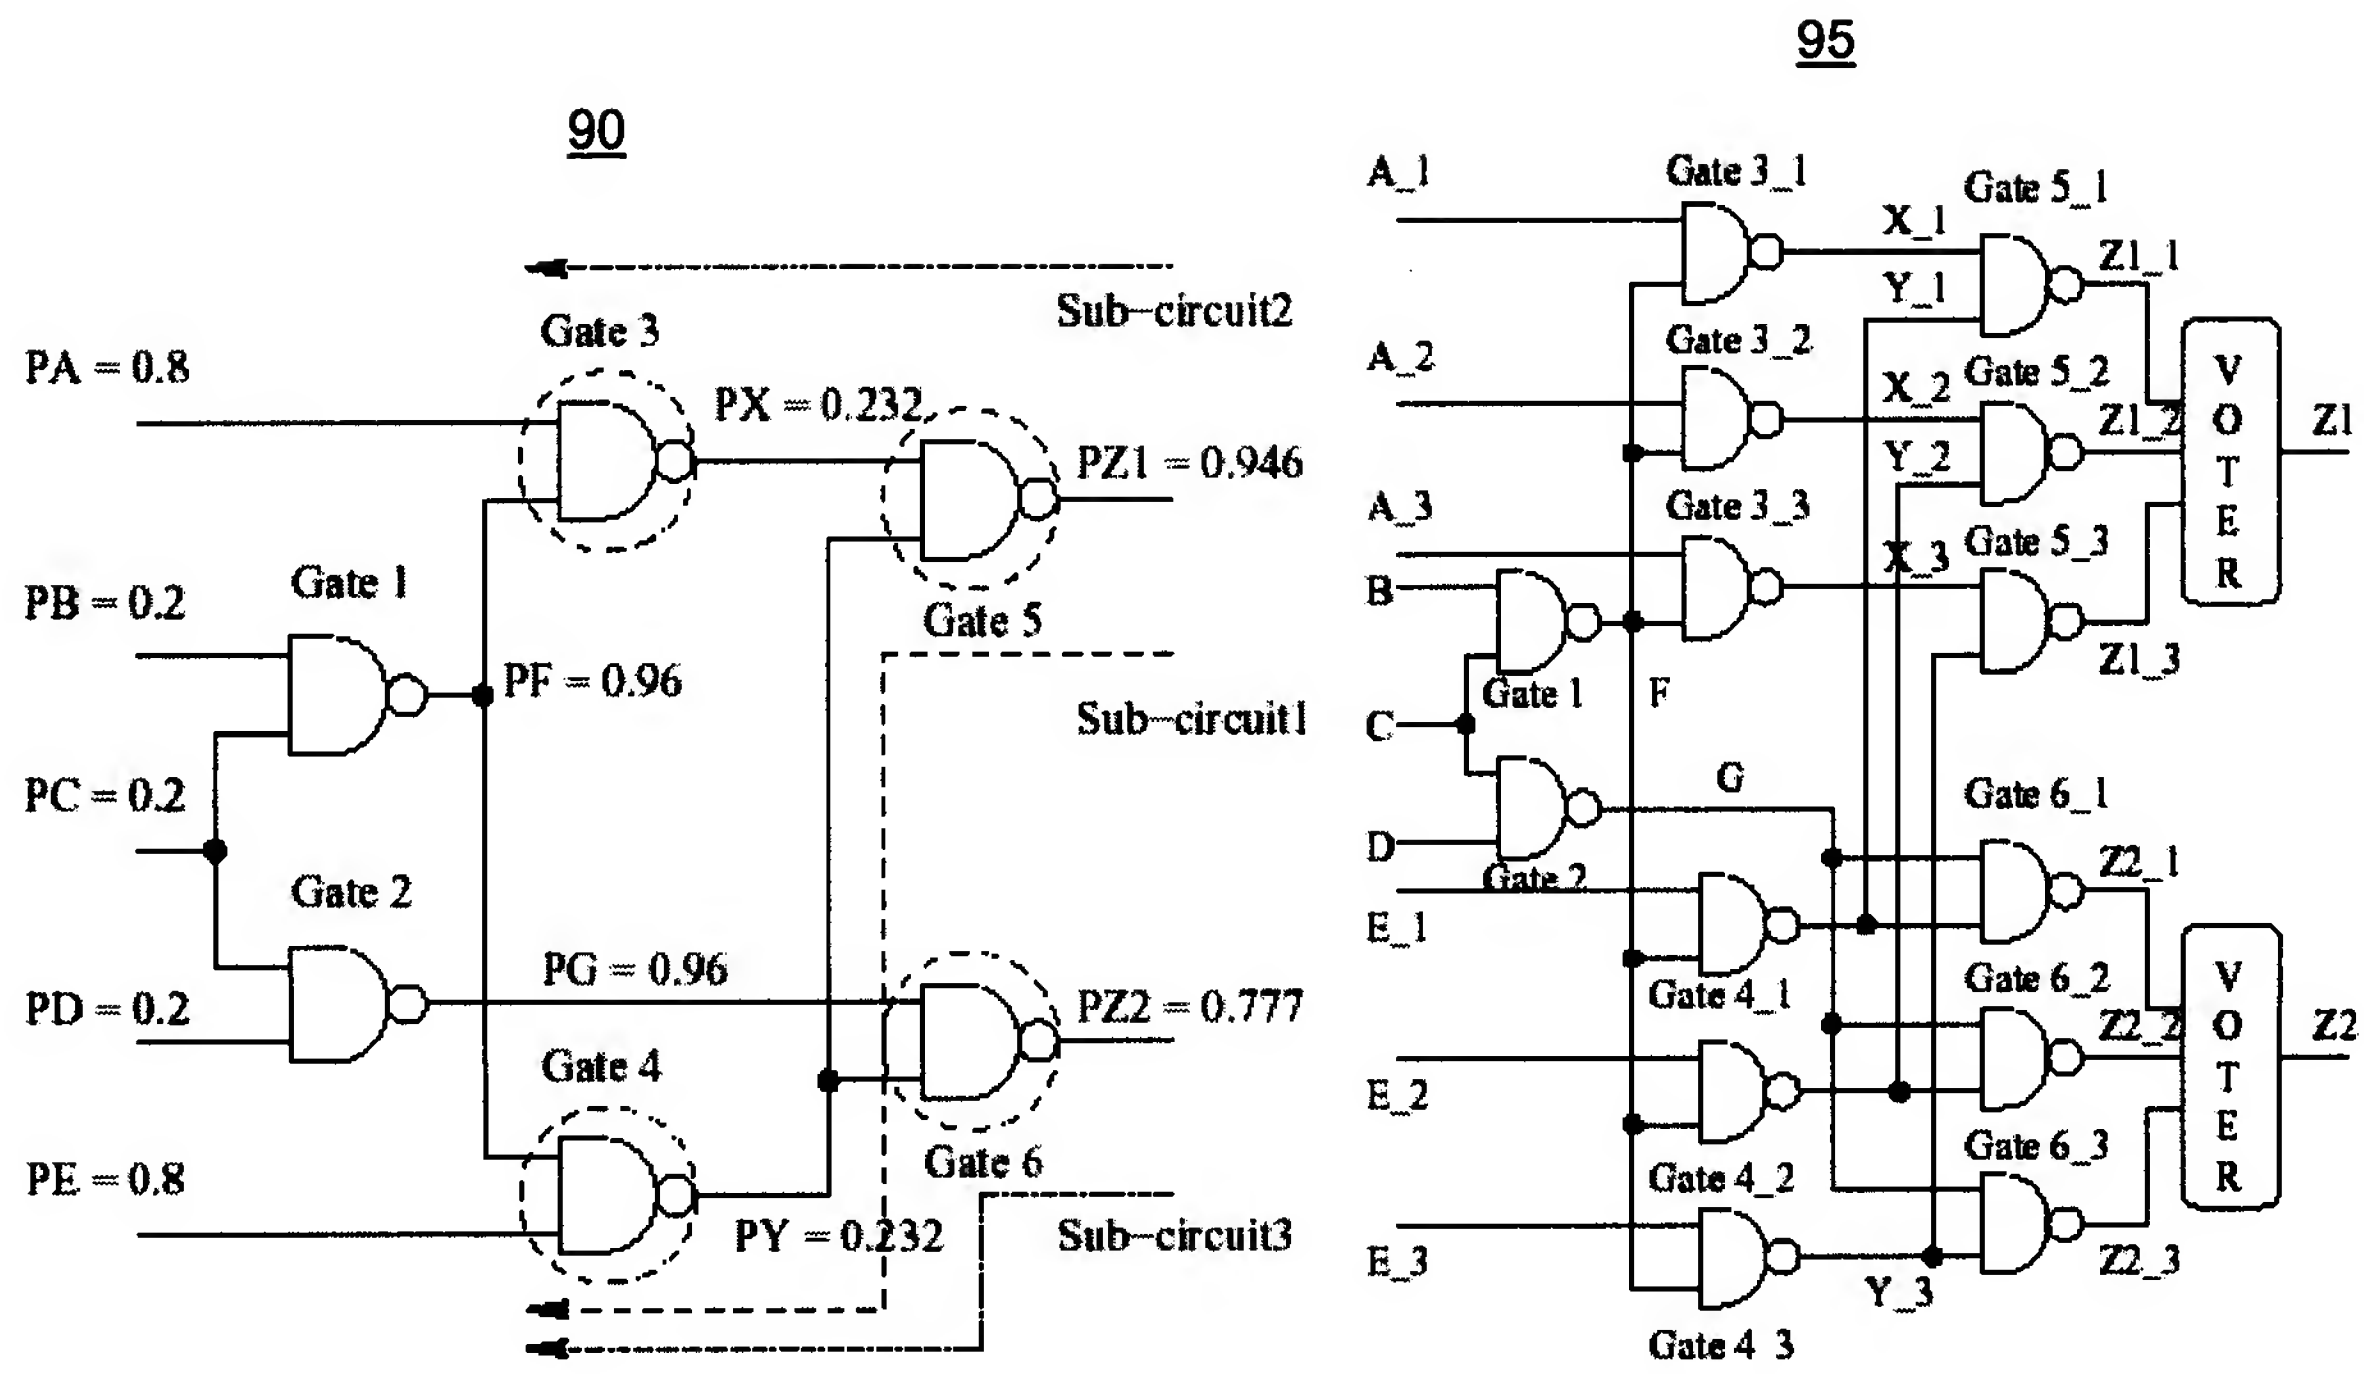 90
Sub-circuit2
Gate 3
PA = 0.8
PX = 0.232
PZ1 = 0.946
Gate 5
PB = 0.2
Gate 1
PF = 0.96
Sub-circuit1
PC = 0.2
Gate 2
PG = 0.96
PD = 0.2
PZ2 = 0.777
Gate 4
Gate 6
PE = 0.8
PY = 0.232
Sub-circuit3
95
A_1
Gate 3_1
Gate 5_1
X_1
Z1_1
Y_1
A_2
Gate 3_2
Gate 5_2
X_2
Z1_2
Y_2
VOTER
Z1
A_3
Gate 3_3
Gate 5_3
X_3
B
Gate 1
F
Z1_3
C
G
D
Gate 2
Gate 6_1
Z2_1
E_1
Gate 4_1
Gate 6_2
Z2_2
VOTER
Z2
E_2
Gate 4_2
Gate 6_3
Z2_3
E_3
Y_3
Gate 4 3